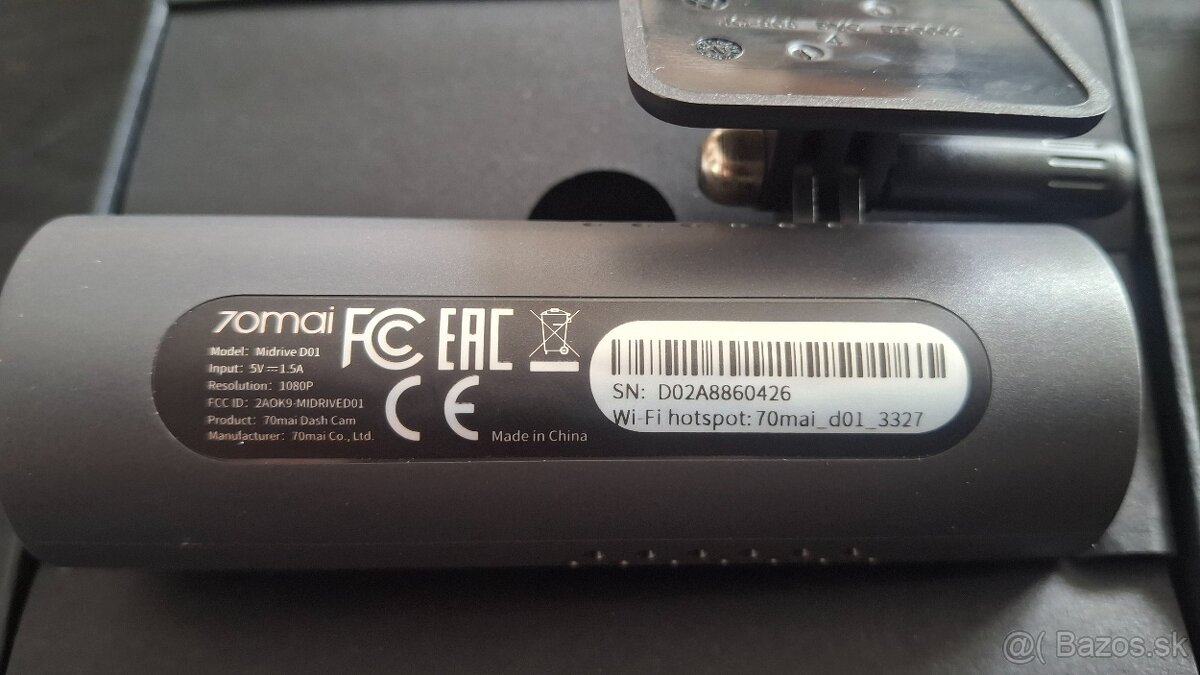 70mai
Model: Midrive D01
Input: 5V⎓1.5A
Resolution: 1080P
FCC ID: 2AOK9-MIDRIVED01
Product: 70mai Dash Cam
Manufacturer: 70mai Co., Ltd.
FC EAC
CE
Made in China
SN: D02A8860426
Wi-Fi hotspot: 70mai_d01_3327
@( Bazos.sk